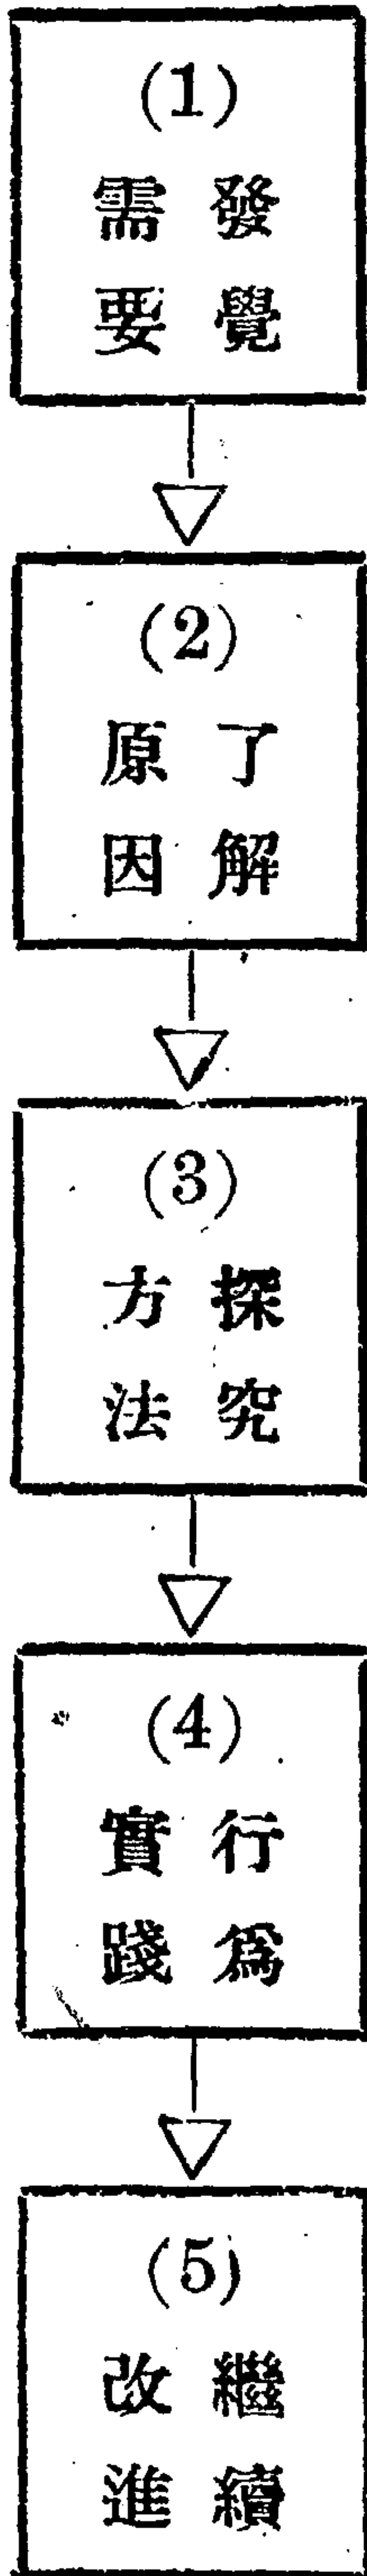 (1)
發覺
需要
(2)
了解
原因
(3)
探究
方法
(4)
行爲
實踐
(5)
繼續
改進